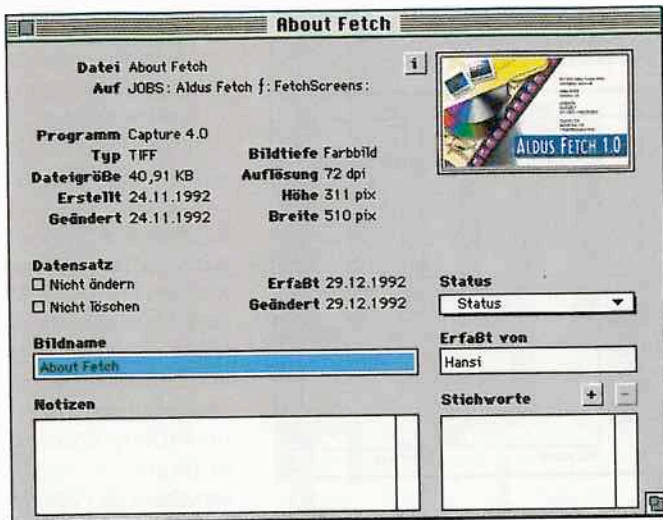 About Fetch
Datei About Fetch
Auf JOBS: Aldus Fetch ƒ: FetchScreens:
i
ALDUS FETCH 1.0
Programm Capture 4.0
Typ TIFF
Bildtiefe Farbbild
Dateigröße 40,91 KB
Auflösung 72 dpi
Erstellt 24.11.1992
Höhe 311 pix
Geändert 24.11.1992
Breite 510 pix
Datensatz
Nicht ändern
Erfaßt 29.12.1992
Nicht löschen
Geändert 29.12.1992
Status
Status
Bildname
About Fetch
Erfaßt von
Hansi
Notizen
Stichworte
+
-